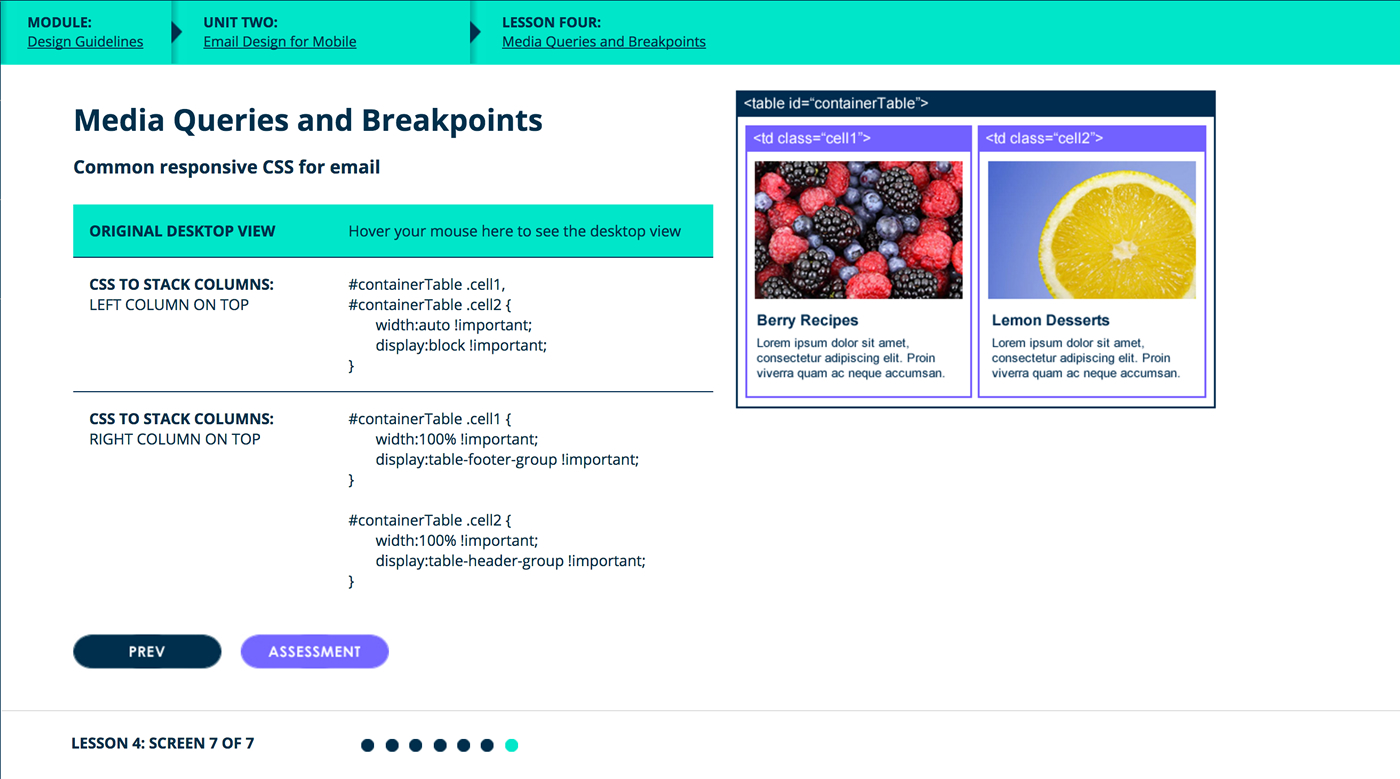 MODULE:
Design Guidelines
UNIT TWO:
Email Design for Mobile
LESSON FOUR:
Media Queries and Breakpoints
Media Queries and Breakpoints
Common responsive CSS for email
ORIGINAL DESKTOP VIEW
Hover your mouse here to see the desktop view
CSS TO STACK COLUMNS:
LEFT COLUMN ON TOP
#containerTable .cell1,
#containerTable .cell2 {
width:auto !important;
display:block !important;
}
CSS TO STACK COLUMNS:
RIGHT COLUMN ON TOP
#containerTable .cell1 {
width:100% !important;
display:table-footer-group !important;
}
#containerTable .cell2 {
width:100% !important;
display:table-header-group !important;
}
<table id=“containerTable”>
<td class=“cell1”>
Berry Recipes
Lorem ipsum dolor sit amet,
consectetur adipiscing elit. Proin
viverra quam ac neque accumsan.
<td class=“cell2”>
Lemon Desserts
Lorem ipsum dolor sit amet,
consectetur adipiscing elit. Proin
viverra quam ac neque accumsan.
PREV
ASSESSMENT
LESSON 4: SCREEN 7 OF 7